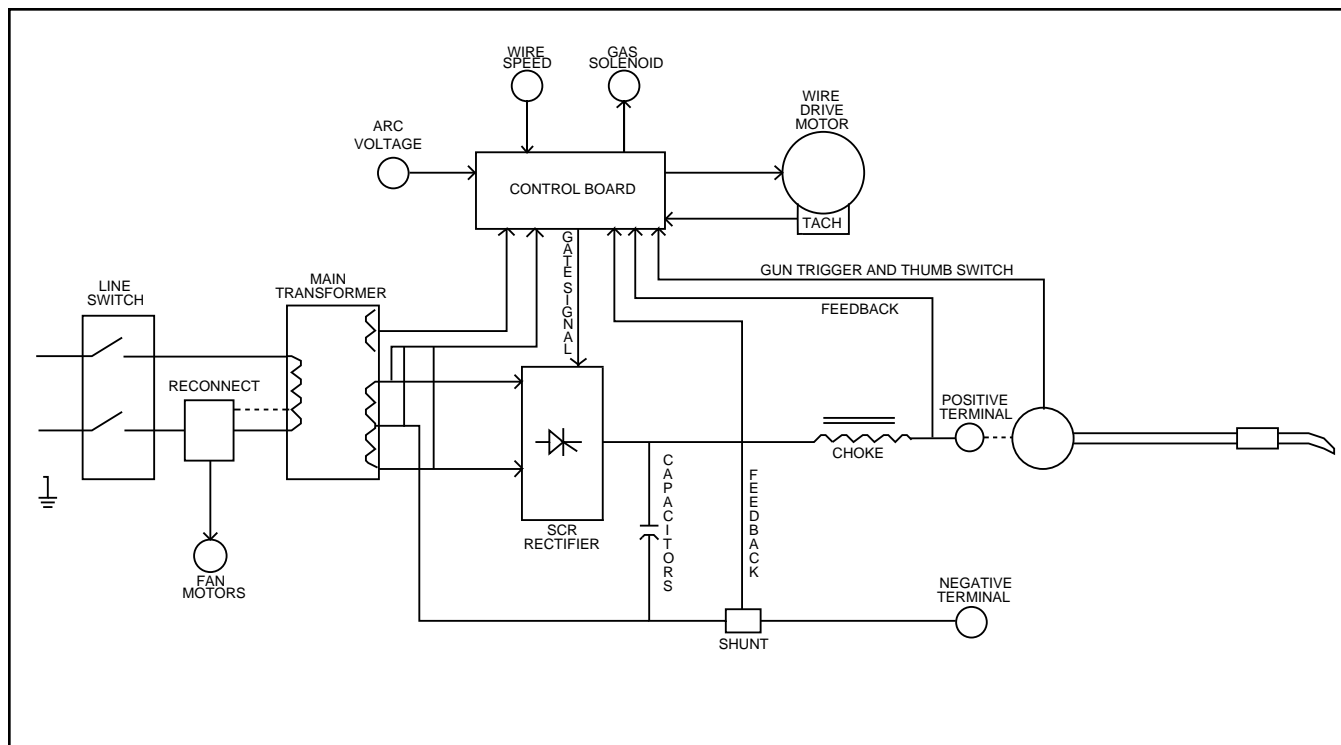 WIRE
SPEED
GAS
SOLENOID
WIRE
DRIVE
MOTOR
ARC
VOLTAGE
CONTROL BOARD
TACH
GATE SIGNAL
GUN TRIGGER AND THUMB SWITCH
FEEDBACK
LINE
SWITCH
MAIN
TRANSFORMER
RECONNECT
POSITIVE
TERMINAL
CHOKE
CAPACITORS
FEEDBACK
SCR
RECTIFIER
FAN
MOTORS
NEGATIVE
TERMINAL
SHUNT